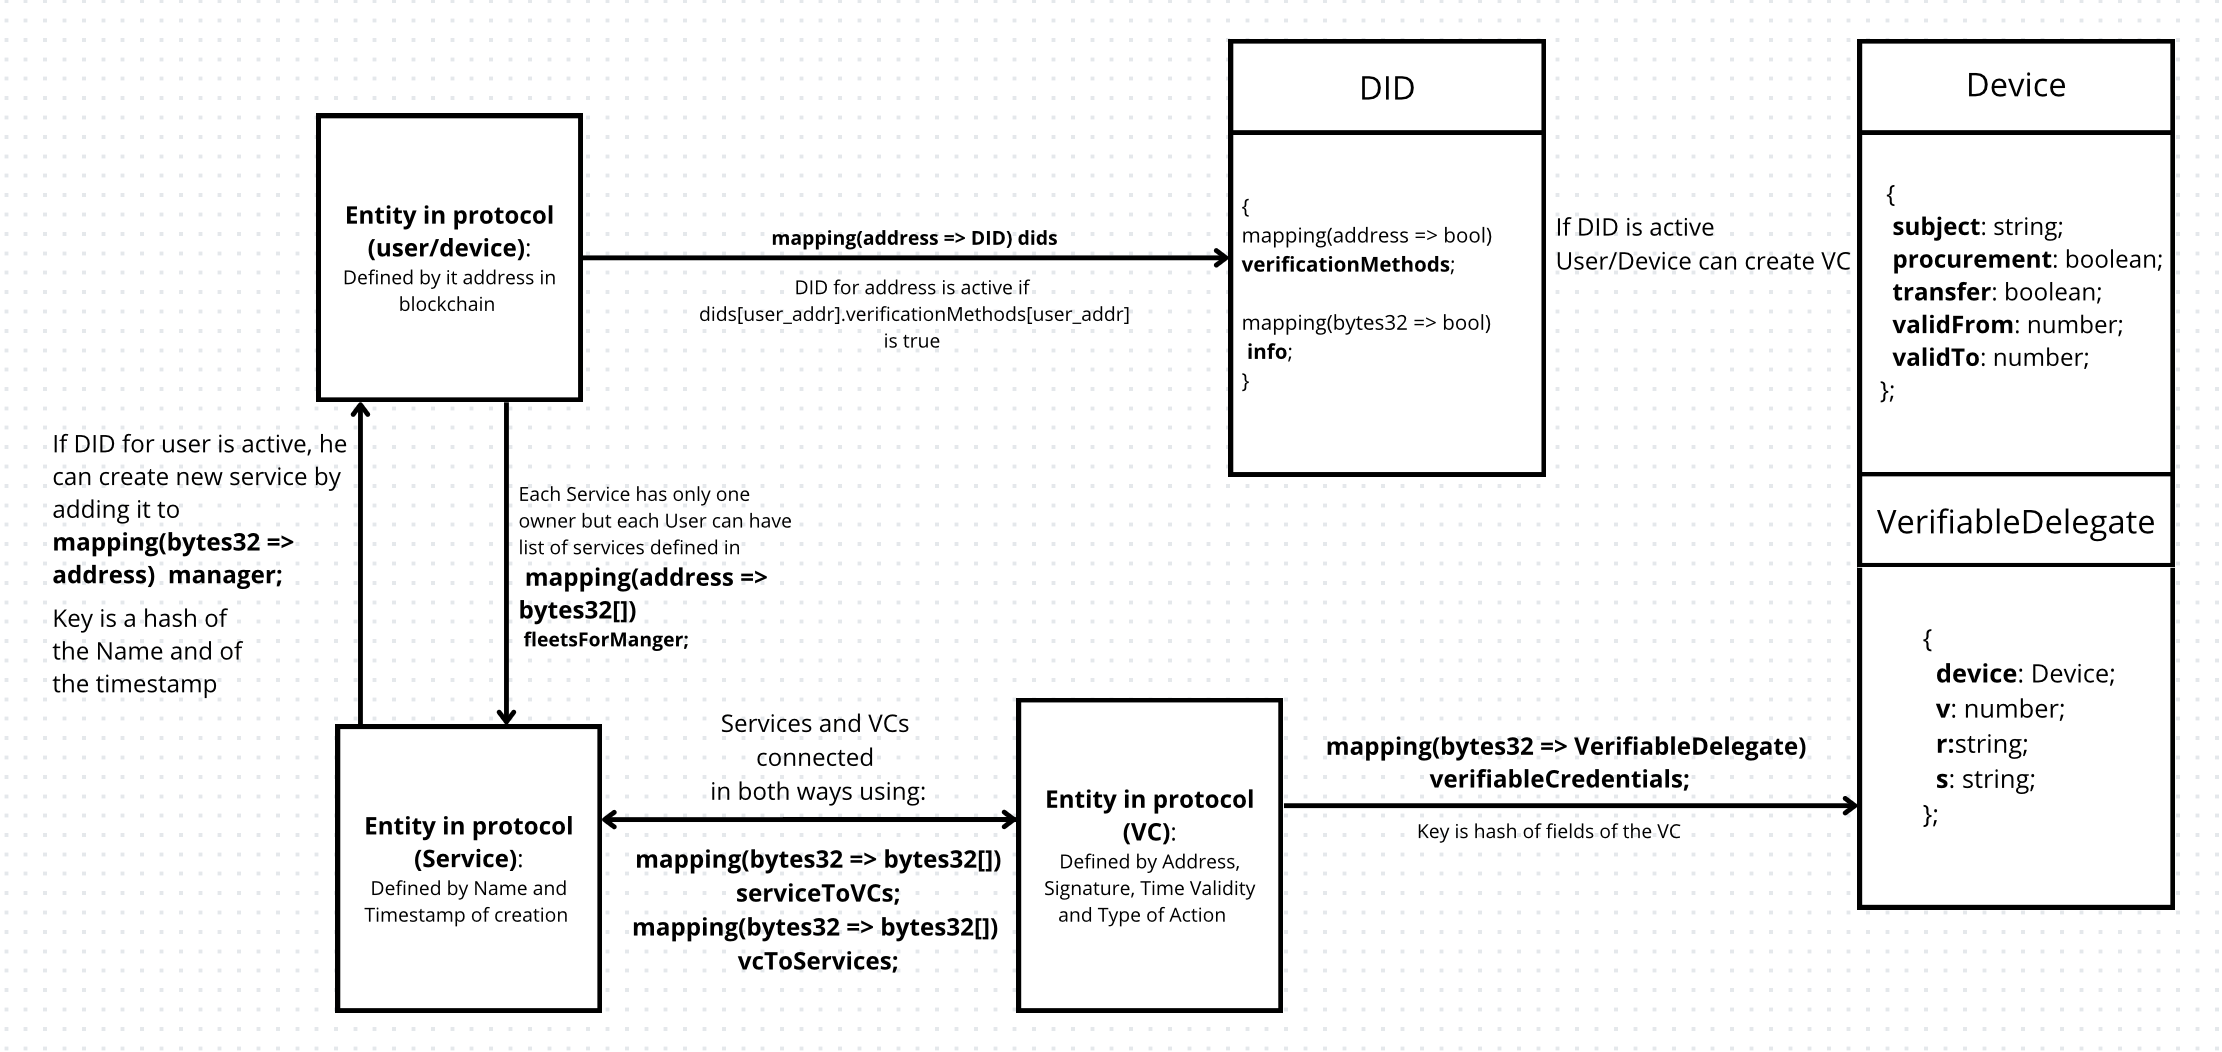 Entity in protocol
(user/device):
Defined by it address in
blockchain
mapping(address => DID) dids
DID for address is active if
dids[user_addr].verificationMethods[user_addr]
is true
DID
{
mapping(address => bool)
verificationMethods;
mapping(bytes32 => bool)
info;
}
If DID is active
User/Device can create VC
Device
{
subject: string;
procurement: boolean;
transfer: boolean;
validFrom: number;
validTo: number;
};
VerifiableDelegate
{
device: Device;
v: number;
r:string;
s: string;
};
If DID for user is active, he
can create new service by
adding it to
mapping(bytes32 =>
address)  manager;
Key is a hash of
the Name and of
the timestamp
Each Service has only one
owner but each User can have
list of services defined in
mapping(address =>
bytes32[])
fleetsForManger;
Entity in protocol
(Service):
Defined by Name and
Timestamp of creation
Services and VCs
connected
in both ways using:
mapping(bytes32 => bytes32[])
serviceToVCs;
mapping(bytes32 => bytes32[])
vcToServices;
Entity in protocol
(VC):
Defined by Address,
Signature, Time Validity
and Type of Action
mapping(bytes32 => VerifiableDelegate)
verifiableCredentials;
Key is hash of fields of the VC